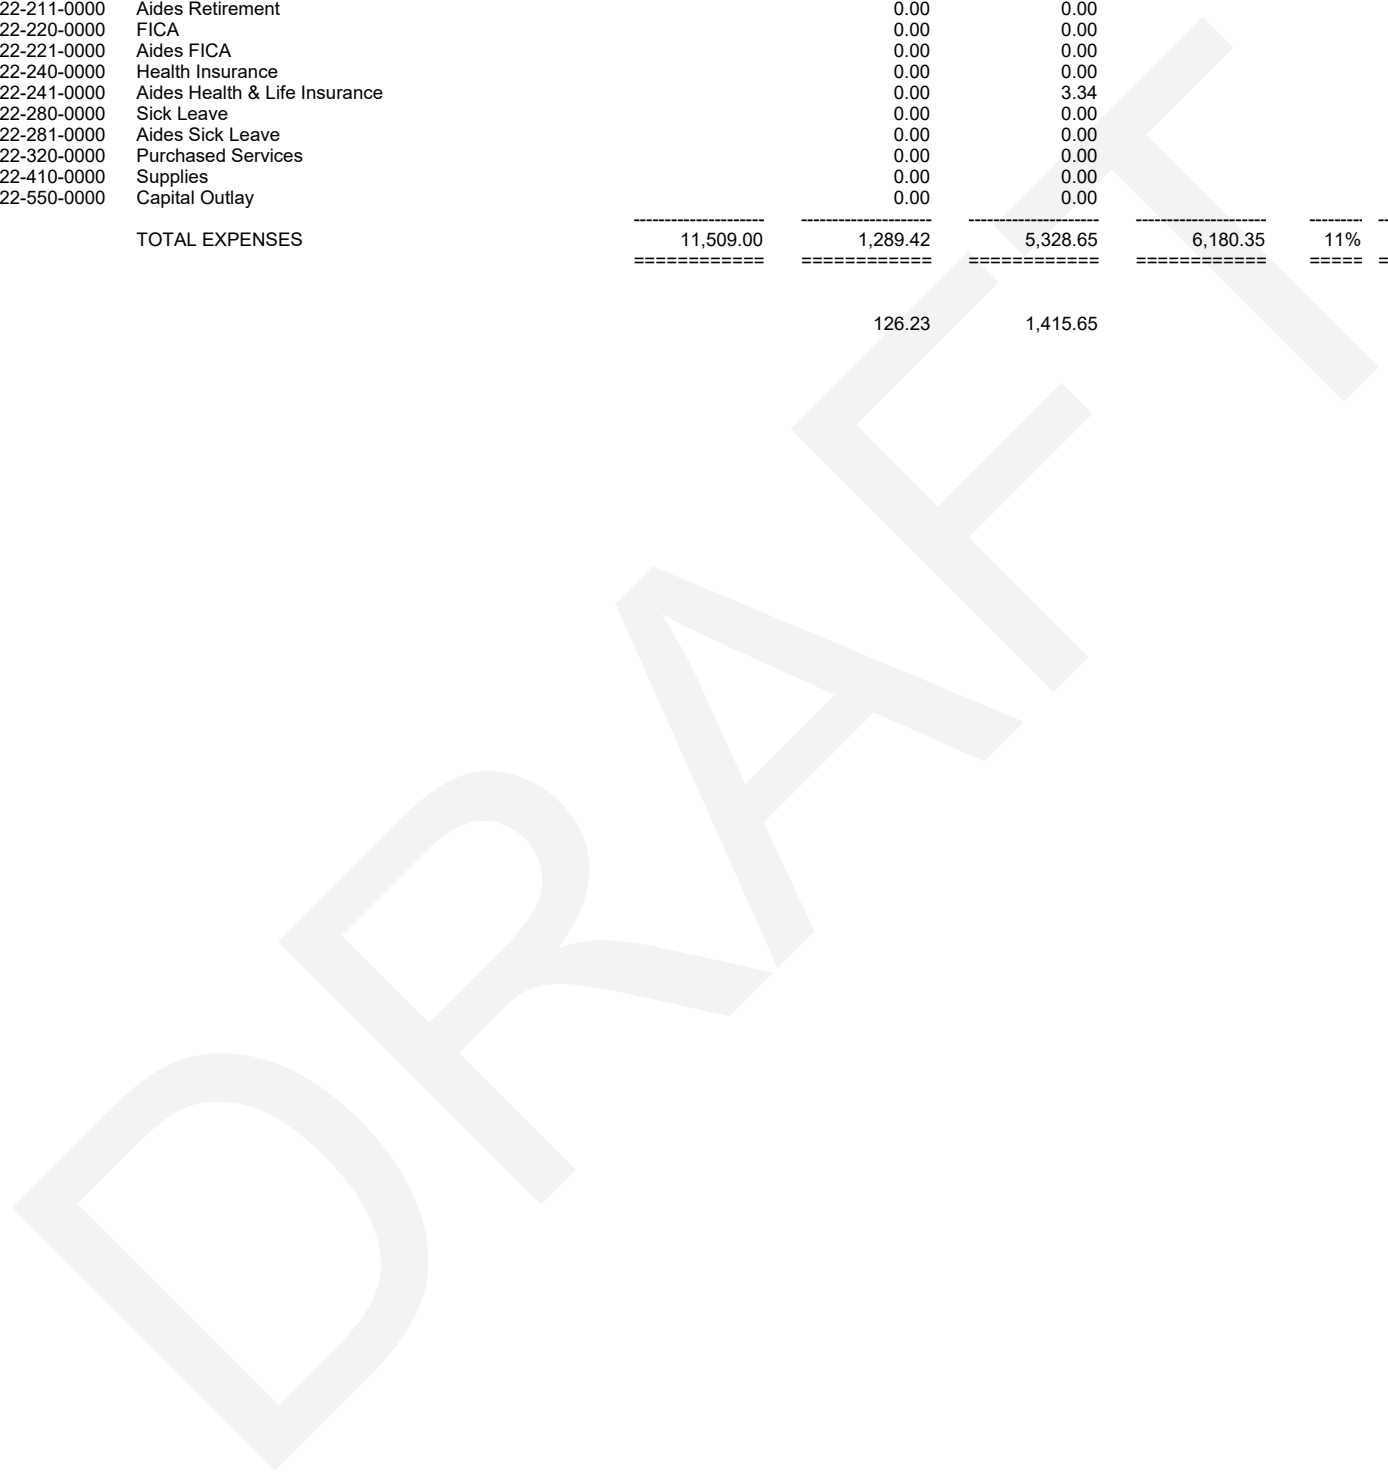 22-211-0000 Aides Retirement 0.00 0.00
22-220-0000 FICA 0.00 0.00
22-221-0000 Aides FICA 0.00 0.00
22-240-0000 Health Insurance 0.00 0.00
22-241-0000 Aides Health & Life Insurance 0.00 3.34
22-280-0000 Sick Leave 0.00 0.00
22-281-0000 Aides Sick Leave 0.00 0.00
22-320-0000 Purchased Services 0.00 0.00
22-410-0000 Supplies 0.00 0.00
22-550-0000 Capital Outlay 0.00 0.00
TOTAL EXPENSES 11,509.00 1,289.42 5,328.65 6,180.35 11%
126.23 1,415.65
DRAFT